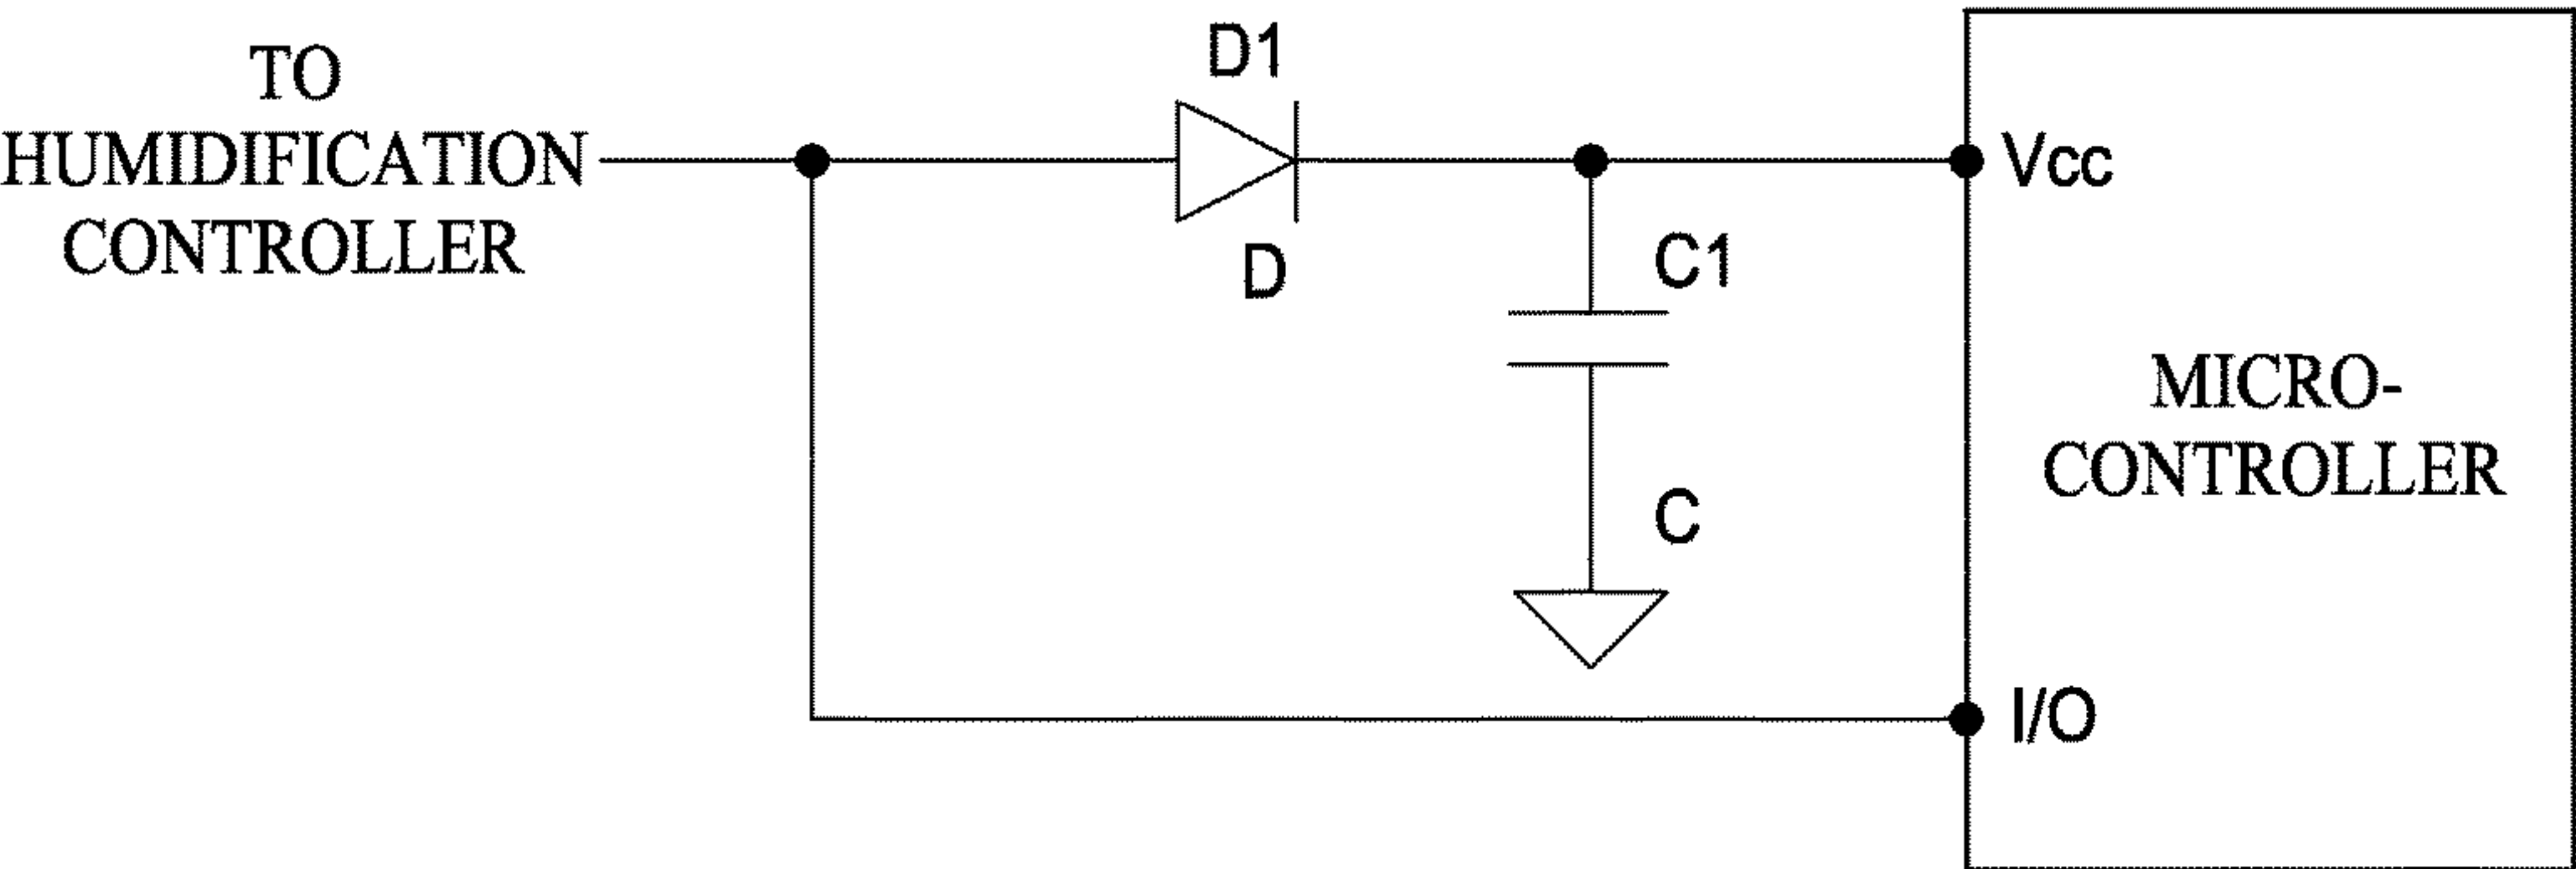 TO
HUMIDIFICATION
CONTROLLER
D1
D
C1
C
Vcc
MICRO-
CONTROLLER
I/O